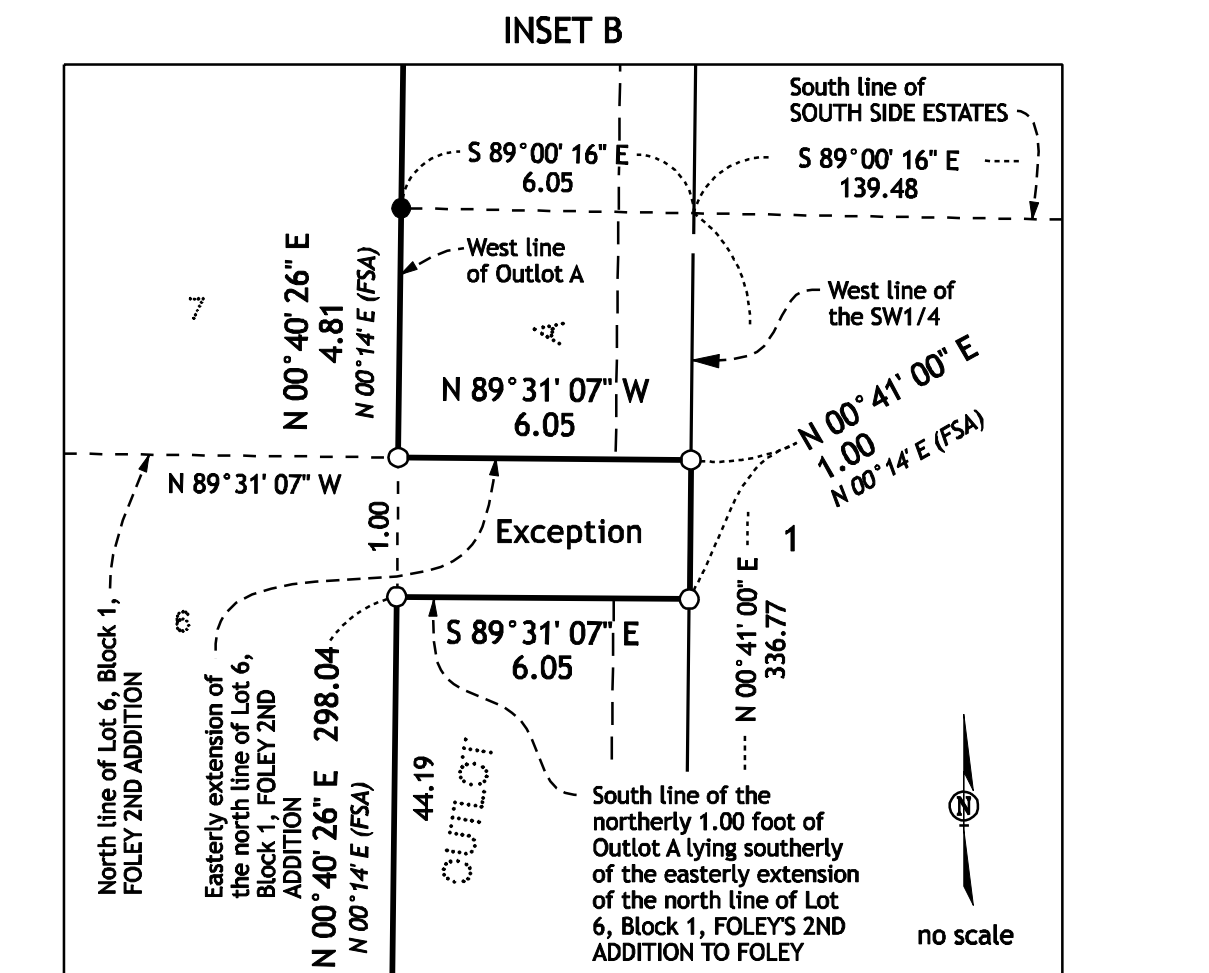 INSET B
South line of
SOUTH SIDE ESTATES
S 89°00' 16" E
6.05
S 89°00' 16" E
139.48
West line
of Outlot A
N 00°40' 26" E
4.81
N 00°14' E (FSA)
7
A
West line of
the SW1/4
N 89°31' 07" W
6.05
N 00°41' 00" E
1.00
N 00°14' E (FSA)
N 89°31' 07" W
1.00
Exception
1
N 00°41' 00" E
336.77
6
S 89°31' 07" E
6.05
North line of Lot 6, Block 1,
FOLEY 2ND ADDITION
Easterly extension of
the north line of Lot 6,
Block 1, FOLEY 2ND
ADDITION
N 00°40' 26" E 298.04
N 00°14' E (FSA)
44.19
OUTLOT
South line of the
northerly 1.00 foot of
Outlot A lying southerly
of the easterly extension
of the north line of Lot
6, Block 1, FOLEY'S 2ND
ADDITION TO FOLEY
N
no scale